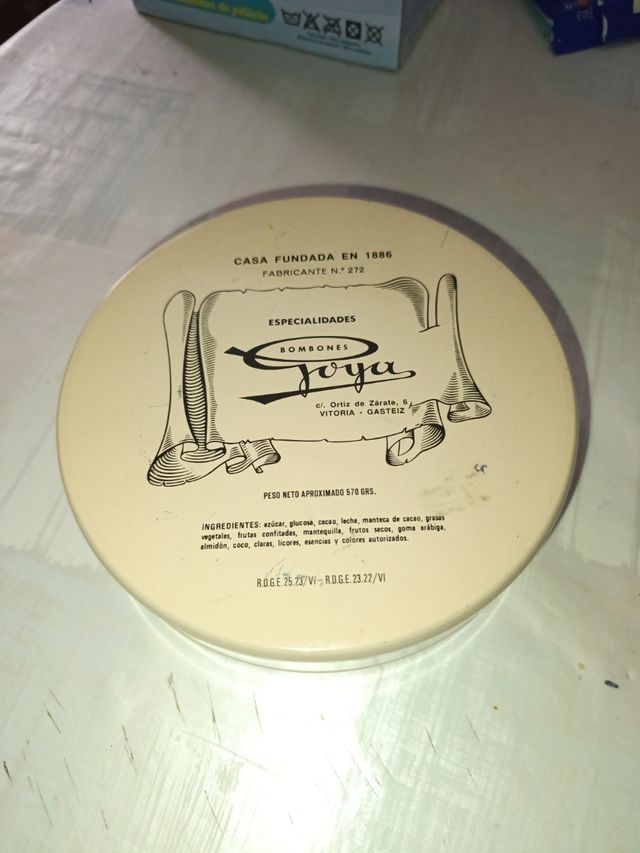 CASA FUNDADA EN 1886
FABRICANTE N.º 272
ESPECIALIDADES
BOMBONES
Goya
c/. Ortiz de Zárate, 6
VITORIA - GASTEIZ
PESO NETO APROXIMADO 570 GRS.
INGREDIENTES: azúcar, glucosa, cacao, leche, manteca de cacao, grasas
vegetales, frutas confitadas, mantequilla, frutos secos, goma arábiga,
almidón, coco, claras, licores, esencias y colores autorizados.
R.D.G.E. 25.23/VI - R.D.G.E. 23.22/VI